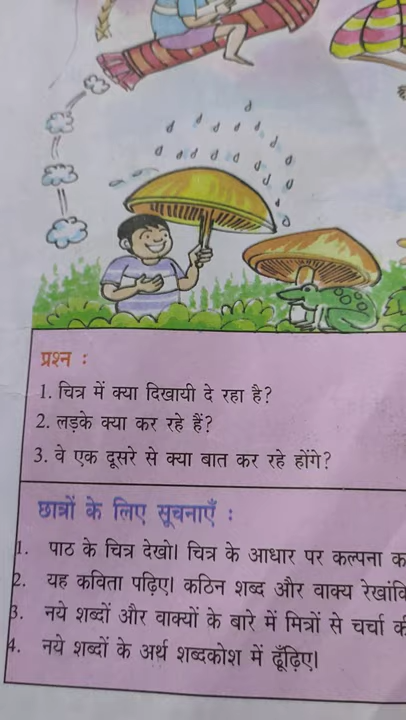 प्रश्न :
1. चित्र में क्या दिखायी दे रहा है?
2. लड़के क्या कर रहे हैं?
3. वे एक दूसरे से क्या बात कर रहे होंगे?
छात्रों के लिए सूचनाएँ :
1. पाठ के चित्र देखो। चित्र के आधार पर कल्पना
2. यह कविता पढ़िए। कठिन शब्द और वाक्य
3. नये शब्दों और वाक्यों के बारे में मित्रों से चर्चा
4. नये शब्दों के अर्थ शब्दकोश में ढूँढ़िए।